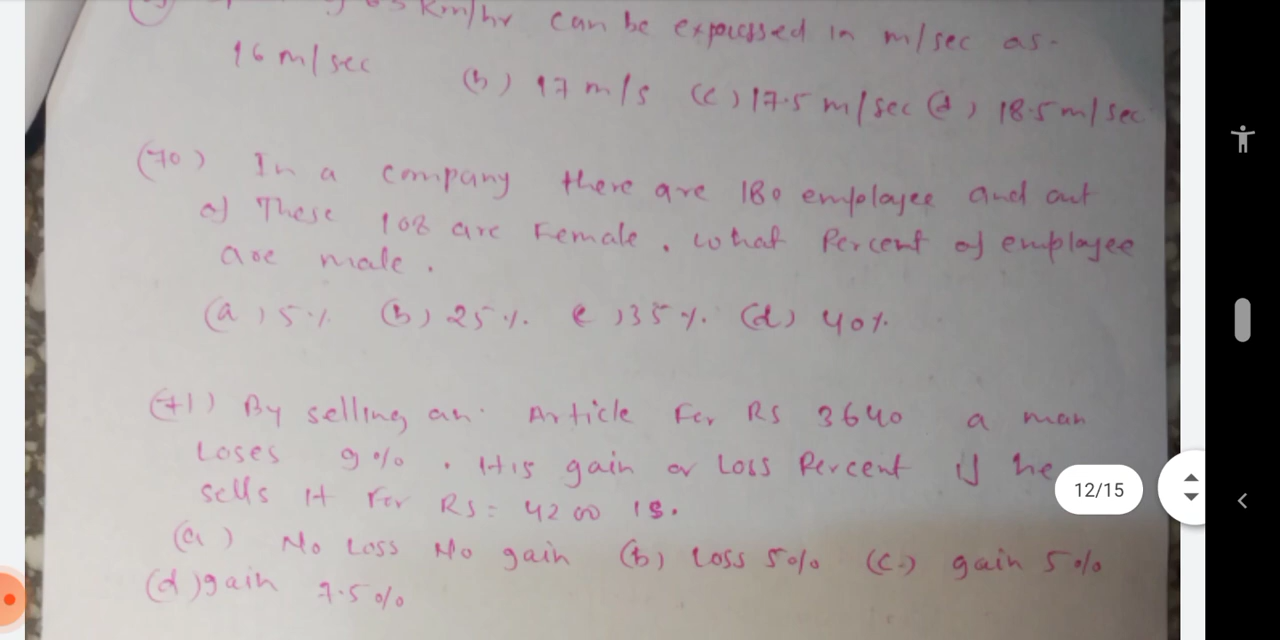 63 Km/hr can be expressed in m/sec as-
16 m/sec (b) 17 m/s (c) 17.5 m/sec (d) 18.5 m/sec
(70) In a company there are 180 employee and out
of These 108 are Female. What Percent of employee
are male.
(a) 5% (b) 25% (c) 35% (d) 40%
(71) By selling an Article For RS 3640 a man
Loses 9%. His gain or Loss Percent if he
sells It For RS= 4200 is.
(a) No Loss No gain (b) Loss 5% (c) gain 5%
(d) gain 7.5%
12/15